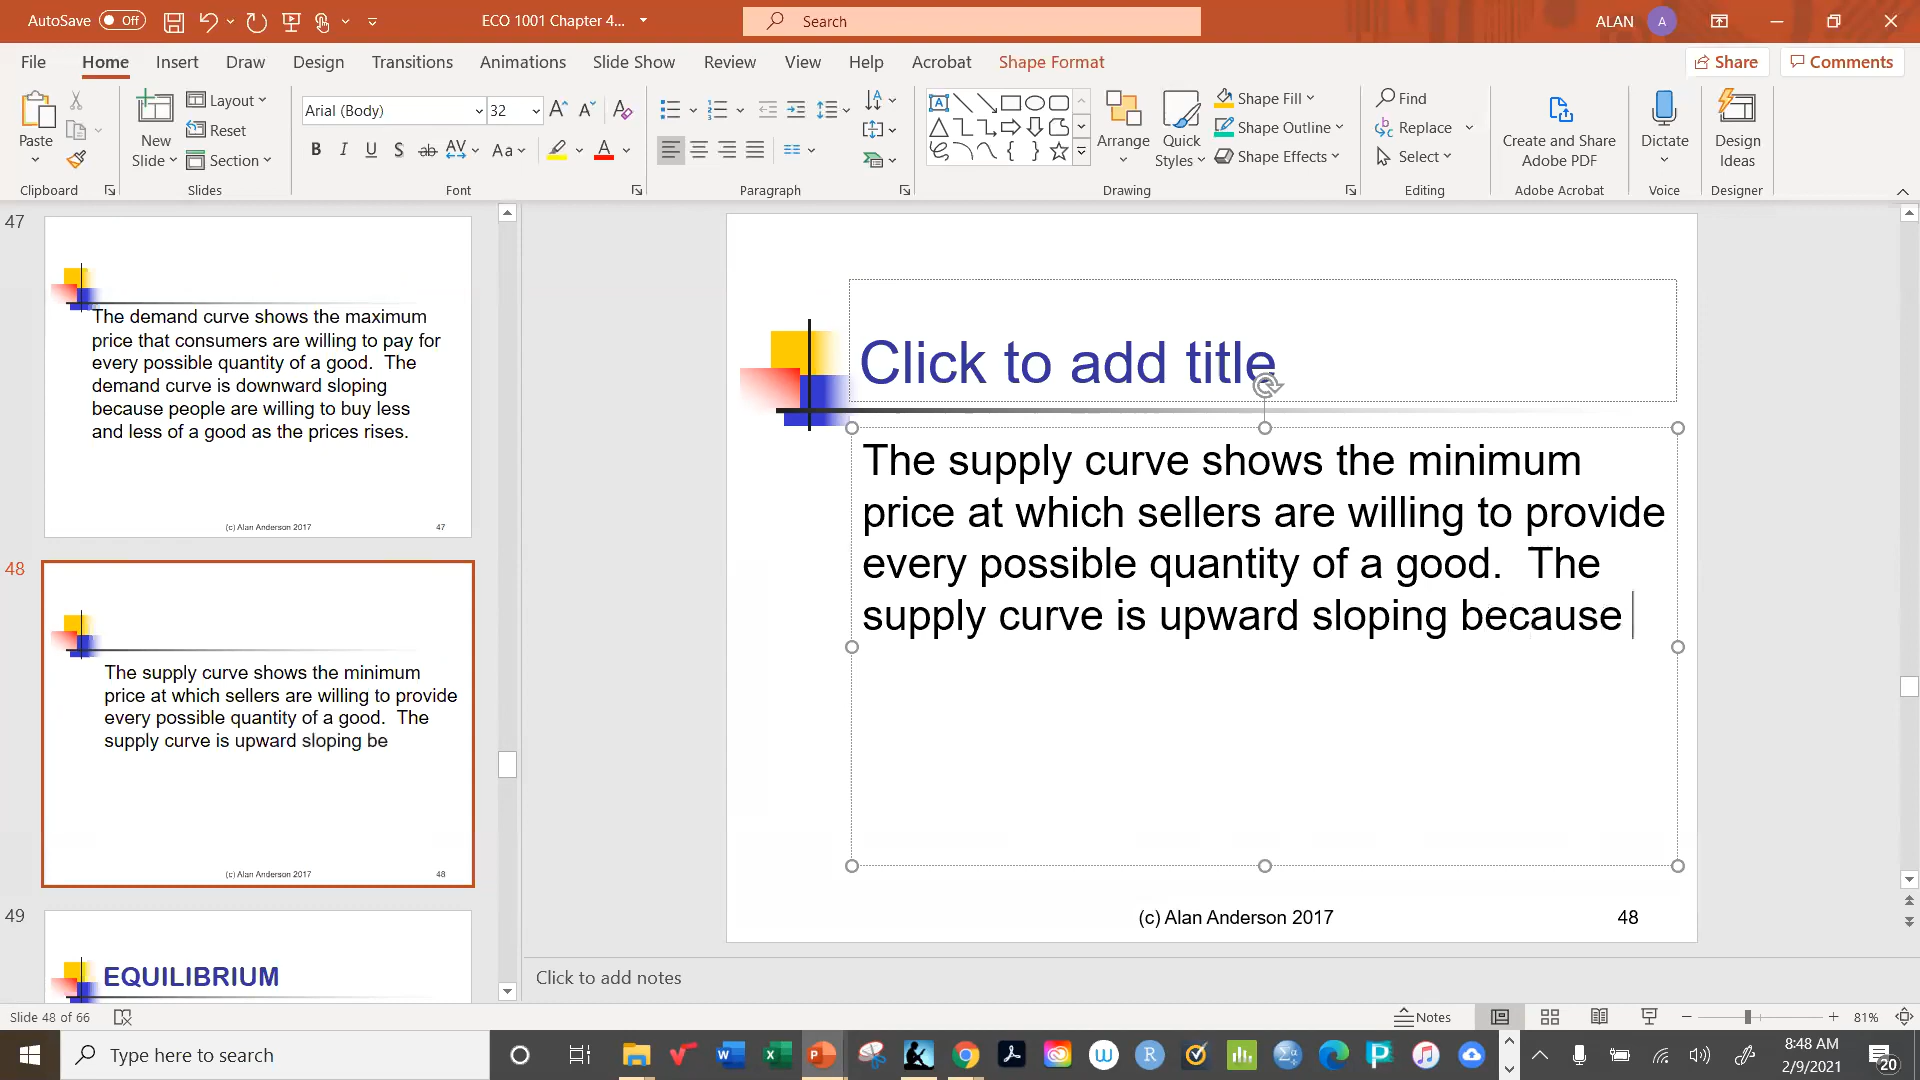 AutoSave Off ECO 1001 Chapter 4... Search ALAN A
File Home Insert Draw Design Transitions Animations Slide Show Review View Help Acrobat Shape Format Share Comments
Paste
Clipboard
New Slide
Layout
Reset
Section
Slides
Arial (Body) 32
B I U S ab AV Aa A
Font
Paragraph
Arrange
Quick Styles
Shape Fill
Shape Outline
Shape Effects
Drawing
Find
Replace
Select
Editing
Create and Share
Adobe PDF
Adobe Acrobat
Dictate
Voice
Design
Ideas
Designer
47
The demand curve shows the maximum
price that consumers are willing to pay for
every possible quantity of a good. The
demand curve is downward sloping
because people are willing to buy less
and less of a good as the prices rises.
(c) Alan Anderson 2017 47
48
The supply curve shows the minimum
price at which sellers are willing to provide
every possible quantity of a good. The
supply curve is upward sloping be
(c) Alan Anderson 2017 48
49
EQUILIBRIUM
Click to add title
The supply curve shows the minimum
price at which sellers are willing to provide
every possible quantity of a good. The
supply curve is upward sloping because
(c) Alan Anderson 2017 48
Click to add notes
Slide 48 of 66 Notes 81%
Type here to search
8:48 AM
2/9/2021
20